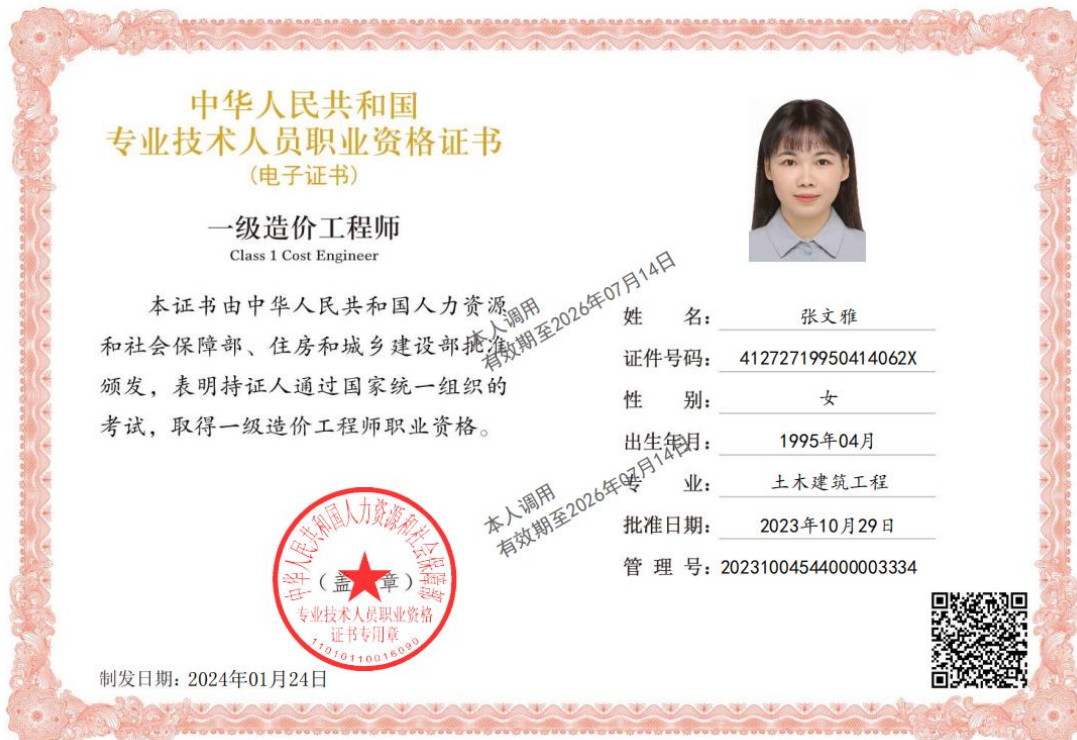 中华人民共和国
专业技术人员职业资格证书
(电子证书)
一级造价工程师
Class 1 Cost Engineer
本证书由中华人民共和国人力资源
和社会保障部、住房和城乡建设部批准
颁发，表明持证人通过国家统一组织的
考试，取得一级造价工程师职业资格。
本人调用
有效期至2026年07月14日
姓 名： 张文雅
证件号码： 41272719950414062X
性 别： 女
出生年月： 1995年04月
专 业： 土木建筑工程
批准日期： 2023年10月29日
管 理 号： 20231004544000003334
本人调用
有效期至2026年07月14日
中华人民共和国人力资源和社会保障部
（盖 章）
专业技术人员职业资格
证书专用章
11010110016090
制发日期：2024年01月24日